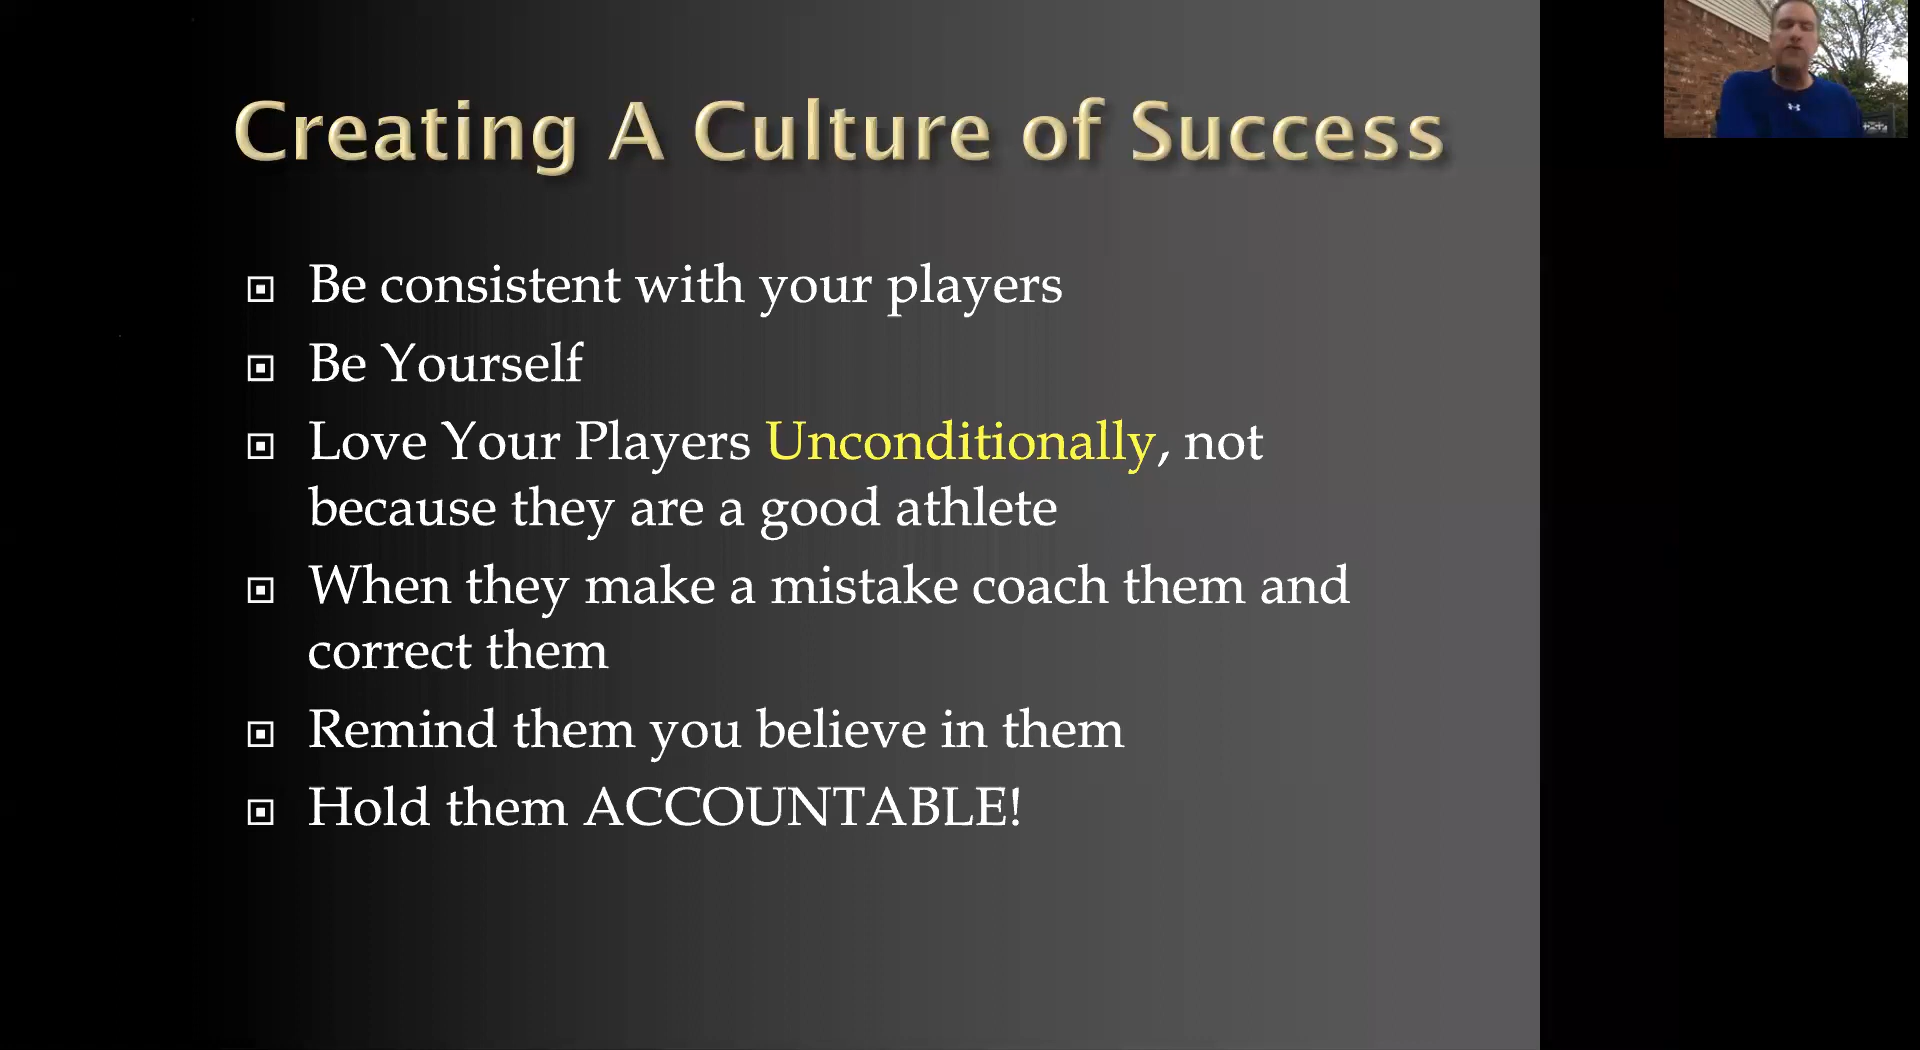 Creating A Culture of Success
Be consistent with your players
Be Yourself
Love Your Players Unconditionally, not
because they are a good athlete
When they make a mistake coach them and
correct them
Remind them you believe in them
Hold them ACCOUNTABLE!